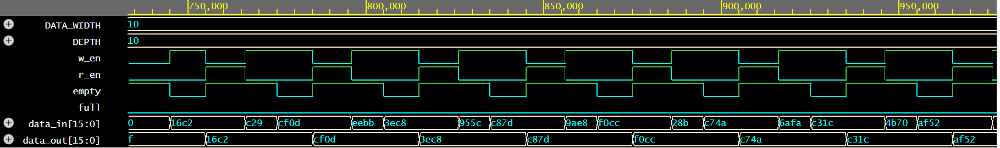 750,000 800,000 850,000 900,000 950,000
DATA_WIDTH 10
DEPTH 10
w_en
r_en
empty
full
data_in[15:0] 0 16c2 c29 cf0d eebb 3ec8 955c c87d 9ae8 f0cc 28b c74a 6afa c31c 4b70 af52
data_out[15:0] f 16c2 cf0d 3ec8 c87d f0cc c74a c31c af52